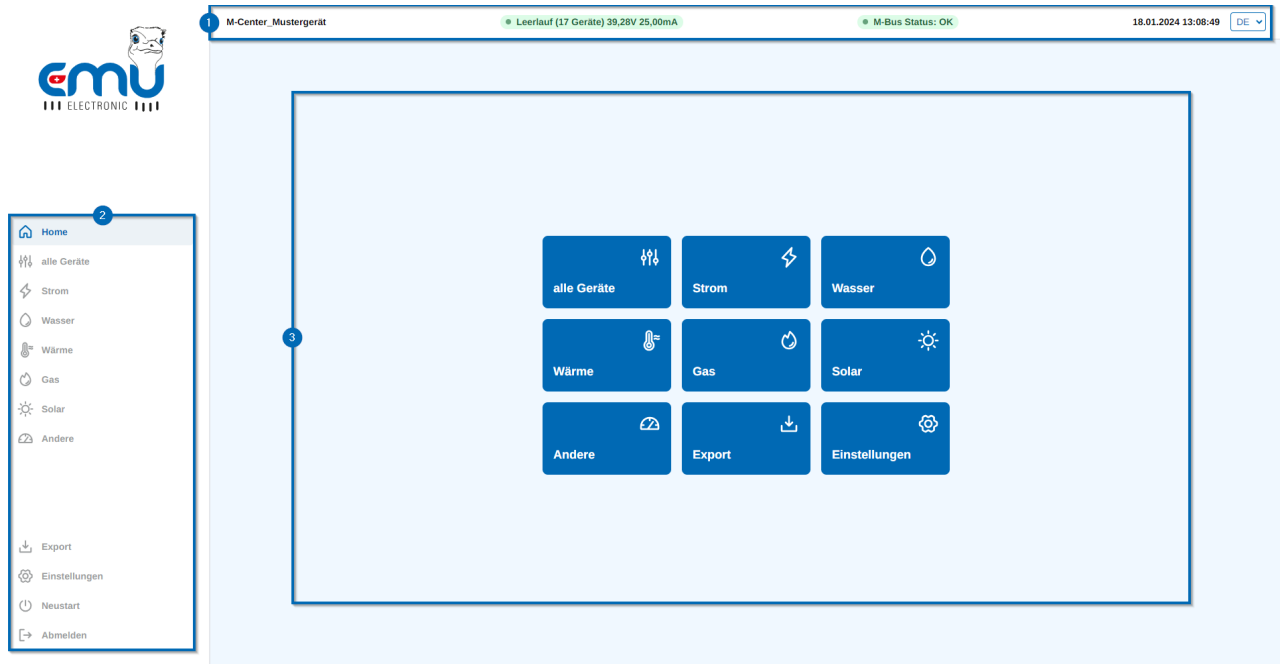 1
M-Center_Mustergerät
Leerlauf (17 Geräte) 39,28V 25,00mA
M-Bus Status: OK
18.01.2024 13:08:49
DE
emu
ELECTRONIC
2
Home
alle Geräte
Strom
Wasser
Wärme
Gas
Solar
Andere
Export
Einstellungen
Neustart
Abmelden
3
alle Geräte
Strom
Wasser
Wärme
Gas
Solar
Andere
Export
Einstellungen